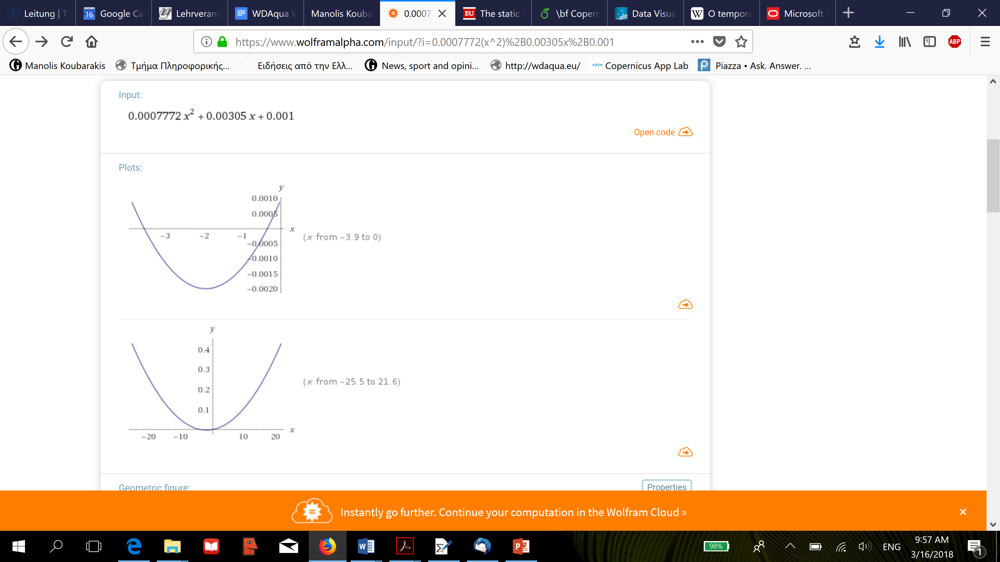 Leitung | T
16 Google Ca
Lehrverans
WDAqua W
Manolis Kouba
0.0007
BU The static
\bf Copern
Data Visua
W O tempora
Microsoft
https://www.wolframalpha.com/input/?i=0.0007772(x^2)%2B0.00305x%2B0.001
ABP
Manolis Koubarakis
Τμήμα Πληροφορικής...
Ειδήσεις από την Ελλ...
News, sport and opini...
http://wdaqua.eu/
Copernicus App Lab
Piazza • Ask. Answer. ...
Input:
0.0007772 x² + 0.00305 x + 0.001
Open code
Plots:
y
0.0010
0.0005
x
−3 −2 −1
(x from −3.9 to 0)
−0.0005
−0.0010
−0.0015
−0.0020
y
0.4
0.3
(x from −25.5 to 21.6)
0.2
0.1
x
−20 −10 10 20
Geometric figure:
Properties
Instantly go further. Continue your computation in the Wolfram Cloud »
98%
ENG
9:57 AM
3/16/2018
1